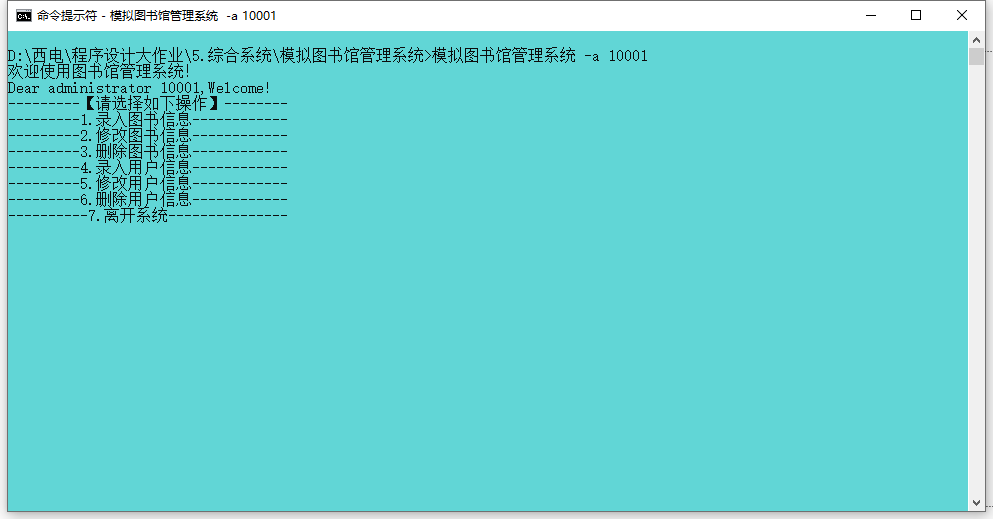 命令提示符 - 模拟图书馆管理系统 -a 10001
D:\西电\程序设计大作业\5.综合系统\模拟图书馆管理系统>模拟图书馆管理系统 -a 10001
欢迎使用图书馆管理系统!
Dear administrator 10001,Welcome!
---------【请选择如下操作】--------
---------1.录入图书信息------------
---------2.修改图书信息------------
---------3.删除图书信息------------
---------4.录入用户信息------------
---------5.修改用户信息------------
---------6.删除用户信息------------
----------7.离开系统---------------